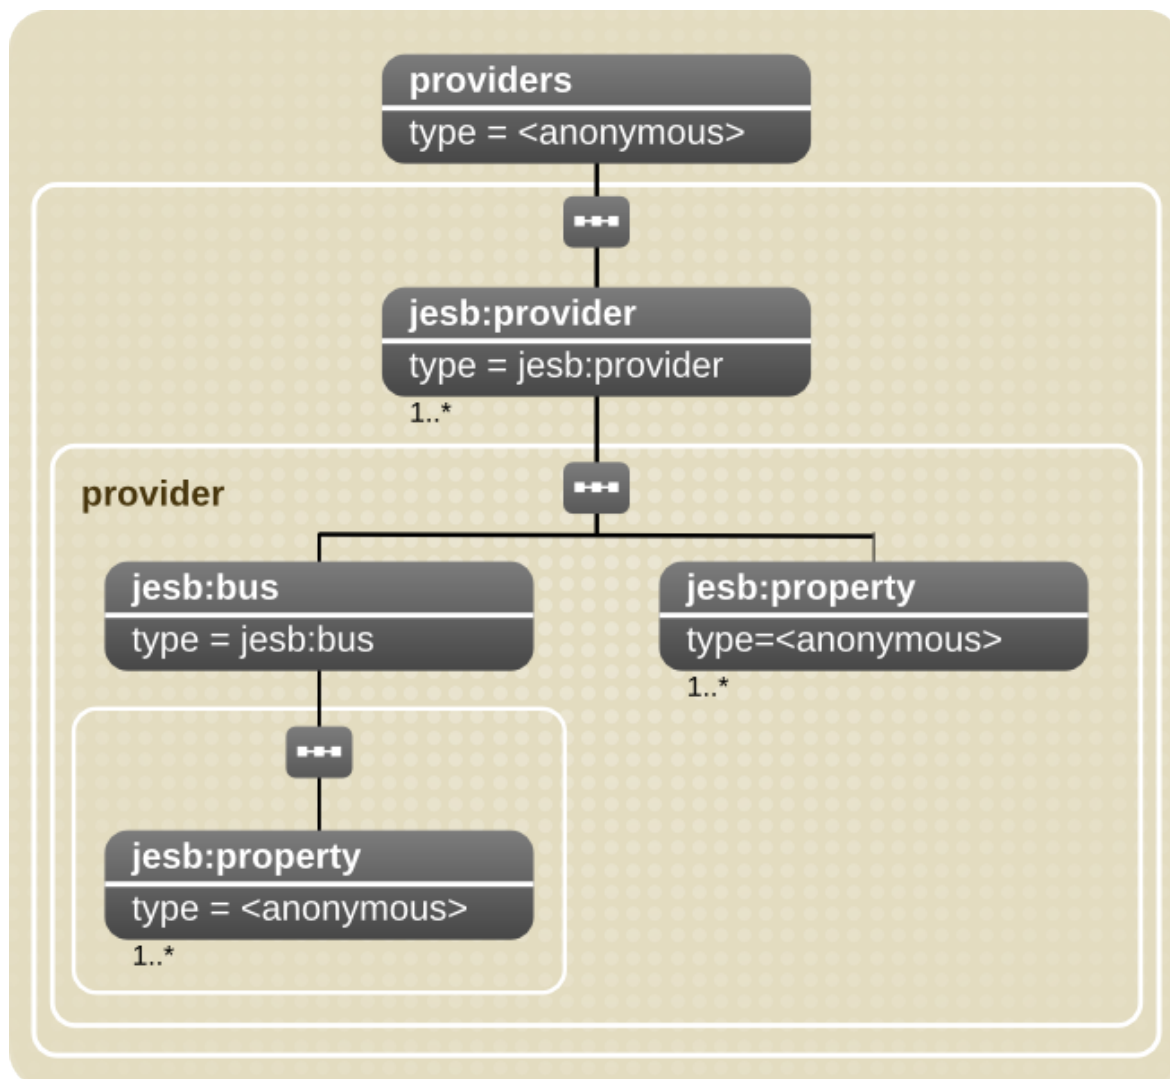 providers
type = <anonymous>
jesb:provider
type = jesb:provider
1..*
provider
jesb:bus
type = jesb:bus
jesb:property
type=<anonymous>
1..*
jesb:property
type = <anonymous>
1..*